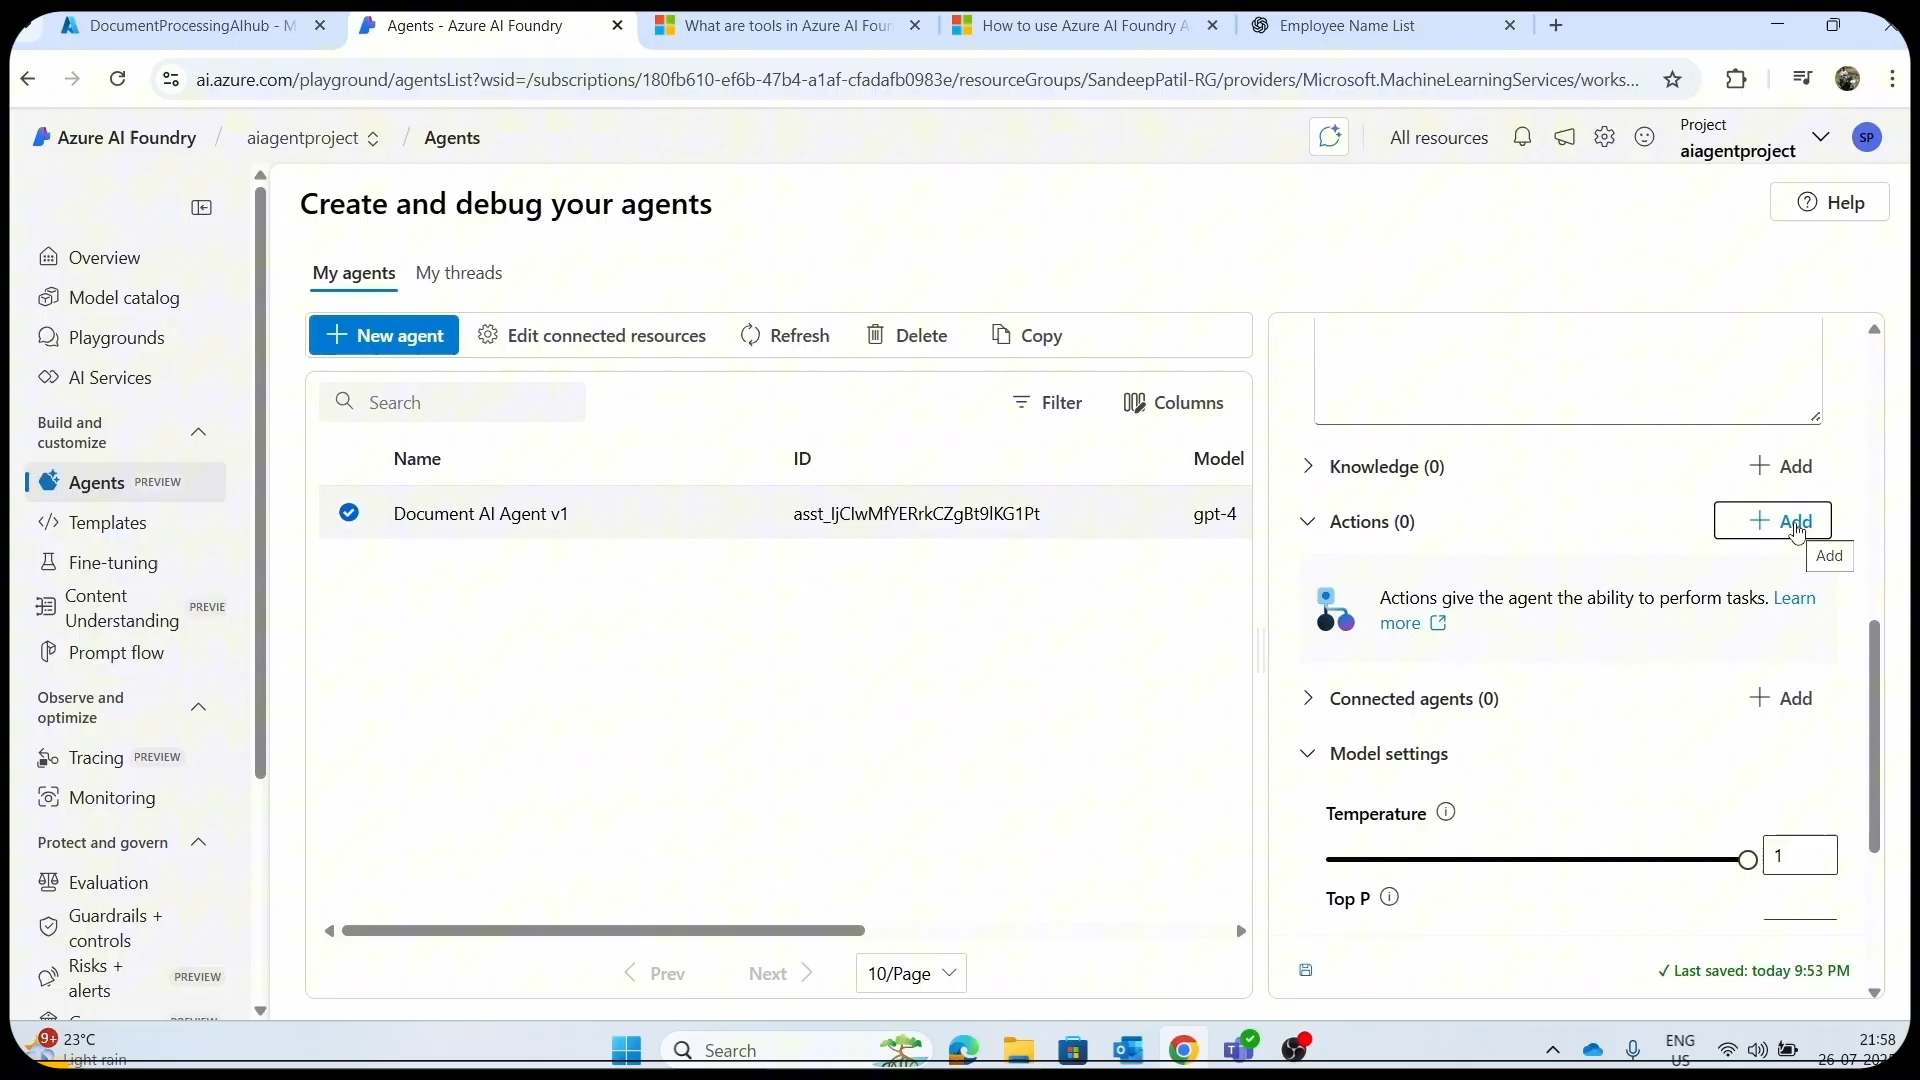 DocumentProcessingAIhub - M
Agents - Azure AI Foundry
What are tools in Azure AI Foun
How to use Azure AI Foundry A
Employee Name List
ai.azure.com/playground/agentsList?wsid=/subscriptions/180fb610-ef6b-47b4-a1af-cfadafb0983e/resourceGroups/SandeepPatil-RG/providers/Microsoft.MachineLearningServices/works...
Azure AI Foundry / aiagentproject / Agents
All resources
Project
aiagentproject
SP
Create and debug your agents
Help
My agents
My threads
New agent
Edit connected resources
Refresh
Delete
Copy
Search
Filter
Columns
Name
ID
Model
Document AI Agent v1
asst_IjClwMfYERrkCZgBt9lKG1Pt
gpt-4
Prev
Next
10/Page
Overview
Model catalog
Playgrounds
AI Services
Build and
customize
Agents PREVIEW
Templates
Fine-tuning
Content
Understanding PREVIE
Prompt flow
Observe and
optimize
Tracing PREVIEW
Monitoring
Protect and govern
Evaluation
Guardrails +
controls
Risks +
alerts PREVIEW
Knowledge (0)
Add
Actions (0)
Add
Add
Actions give the agent the ability to perform tasks. Learn
more
Connected agents (0)
Add
Model settings
Temperature
1
Top P
✓ Last saved: today 9:53 PM
9+
23°C
Light rain
Search
ENG
US
21:58